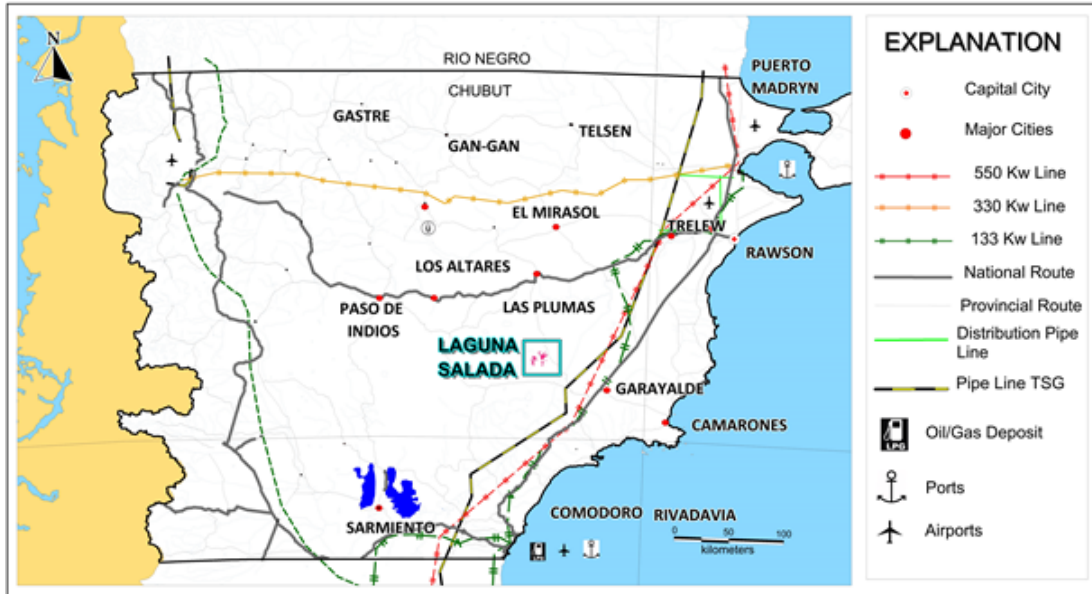 N
RIO NEGRO
CHUBUT
PUERTO
MADRYN
GASTRE
TELSEN
GAN-GAN
EL MIRASOL
TRELEW
RAWSON
LOS ALTARES
PASO DE
INDIOS
LAS PLUMAS
LAGUNA
SALADA
GARAYALDE
CAMARONES
SARMIENTO
COMODORO RIVADAVIA
LPG
0 50 100
kilometers
EXPLANATION
Capital City
Major Cities
550 Kw Line
330 Kw Line
133 Kw Line
National Route
Provincial Route
Distribution Pipe
Line
Pipe Line TSG
LPG
Oil/Gas Deposit
Ports
Airports